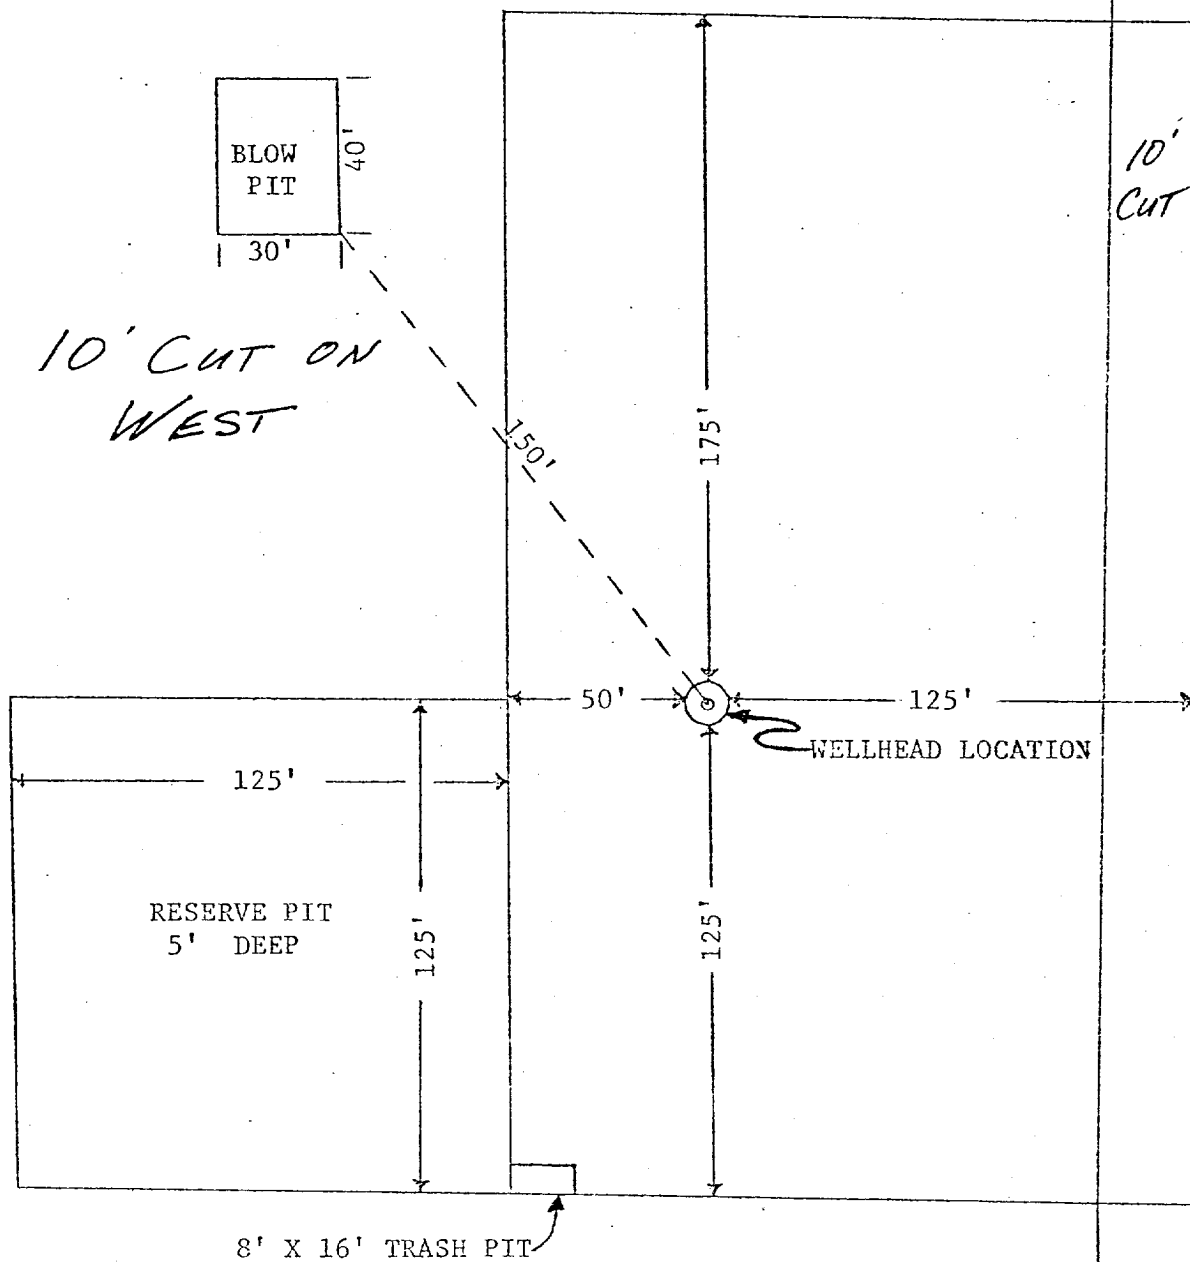 BLOW
PIT
40'
30'
10'
CUT
10' CUT ON
WEST
175'
150'
50'
125'
WELLHEAD LOCATION
125'
RESERVE PIT
5' DEEP
125'
125'
8' X 16' TRASH PIT